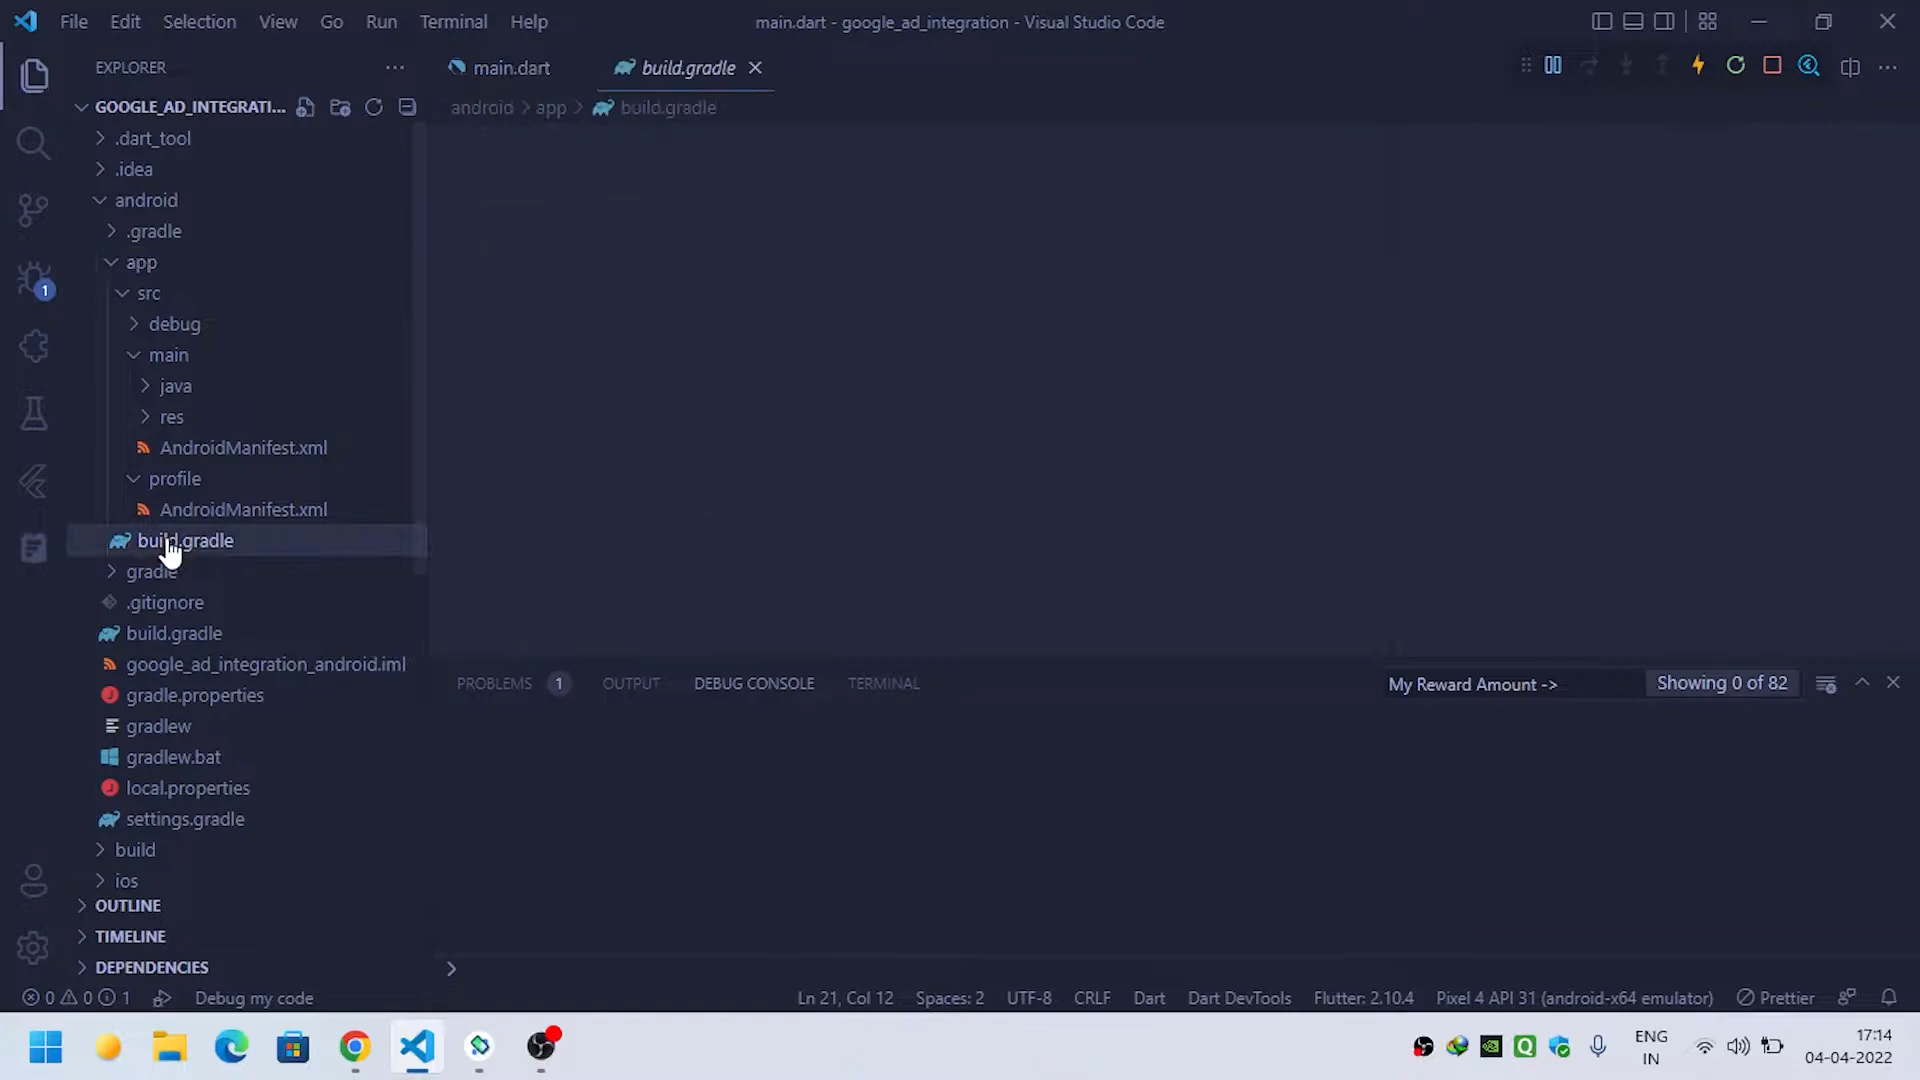 File Edit Selection View Go Run Terminal Help
main.dart - google_ad_integration - Visual Studio Code
EXPLORER
GOOGLE_AD_INTEGRATI...
.dart_tool
.idea
android
.gradle
app
src
debug
main
java
res
AndroidManifest.xml
profile
AndroidManifest.xml
build.gradle
gradle
.gitignore
build.gradle
google_ad_integration_android.iml
gradle.properties
gradlew
gradlew.bat
local.properties
settings.gradle
build
ios
OUTLINE
TIMELINE
DEPENDENCIES
1
main.dart
build.gradle
android > app > build.gradle
PROBLEMS 1 OUTPUT DEBUG CONSOLE TERMINAL
My Reward Amount -> Showing 0 of 82
0 0 1 Debug my code
Ln 21, Col 12 Spaces: 2 UTF-8 CRLF Dart Dart DevTools Flutter: 2.10.4 Pixel 4 API 31 (android-x64 emulator) Prettier
ENG
IN
17:14
04-04-2022